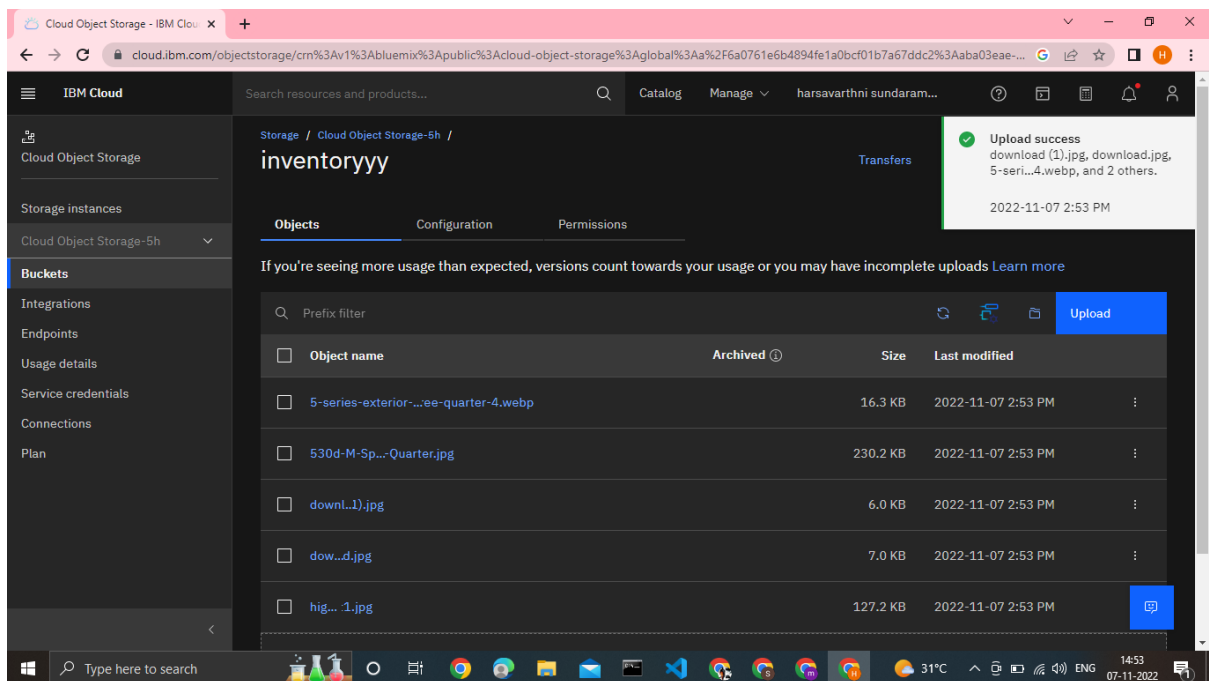 Cloud Object Storage - IBM Clou
cloud.ibm.com/objectstorage/crn%3Av1%3Abluemix%3Apublic%3Acloud-object-storage%3Aglobal%3Aa%2F6a0761e6b4894fe1a0bcf01b7a67ddc2%3Aaba03eae-...
H
IBM Cloud
Search resources and products...
Catalog
Manage
harsavarthni sundaram...
Cloud Object Storage
Storage instances
Cloud Object Storage-5h
Buckets
Integrations
Endpoints
Usage details
Service credentials
Connections
Plan
Storage / Cloud Object Storage-5h /
inventoryyy
Transfers
Upload success
download (1).jpg, download.jpg,
5-seri...4.webp, and 2 others.
2022-11-07 2:53 PM
Objects Configuration Permissions
If you're seeing more usage than expected, versions count towards your usage or you may have incomplete uploads Learn more
Prefix filter
Upload
Object name Archived Size Last modified
5-series-exterior-...ee-quarter-4.webp 16.3 KB 2022-11-07 2:53 PM
530d-M-Sp...-Quarter.jpg 230.2 KB 2022-11-07 2:53 PM
downl...1).jpg 6.0 KB 2022-11-07 2:53 PM
dow...d.jpg 7.0 KB 2022-11-07 2:53 PM
hig... :1.jpg 127.2 KB 2022-11-07 2:53 PM
Type here to search
31°C
ENG
14:53
07-11-2022